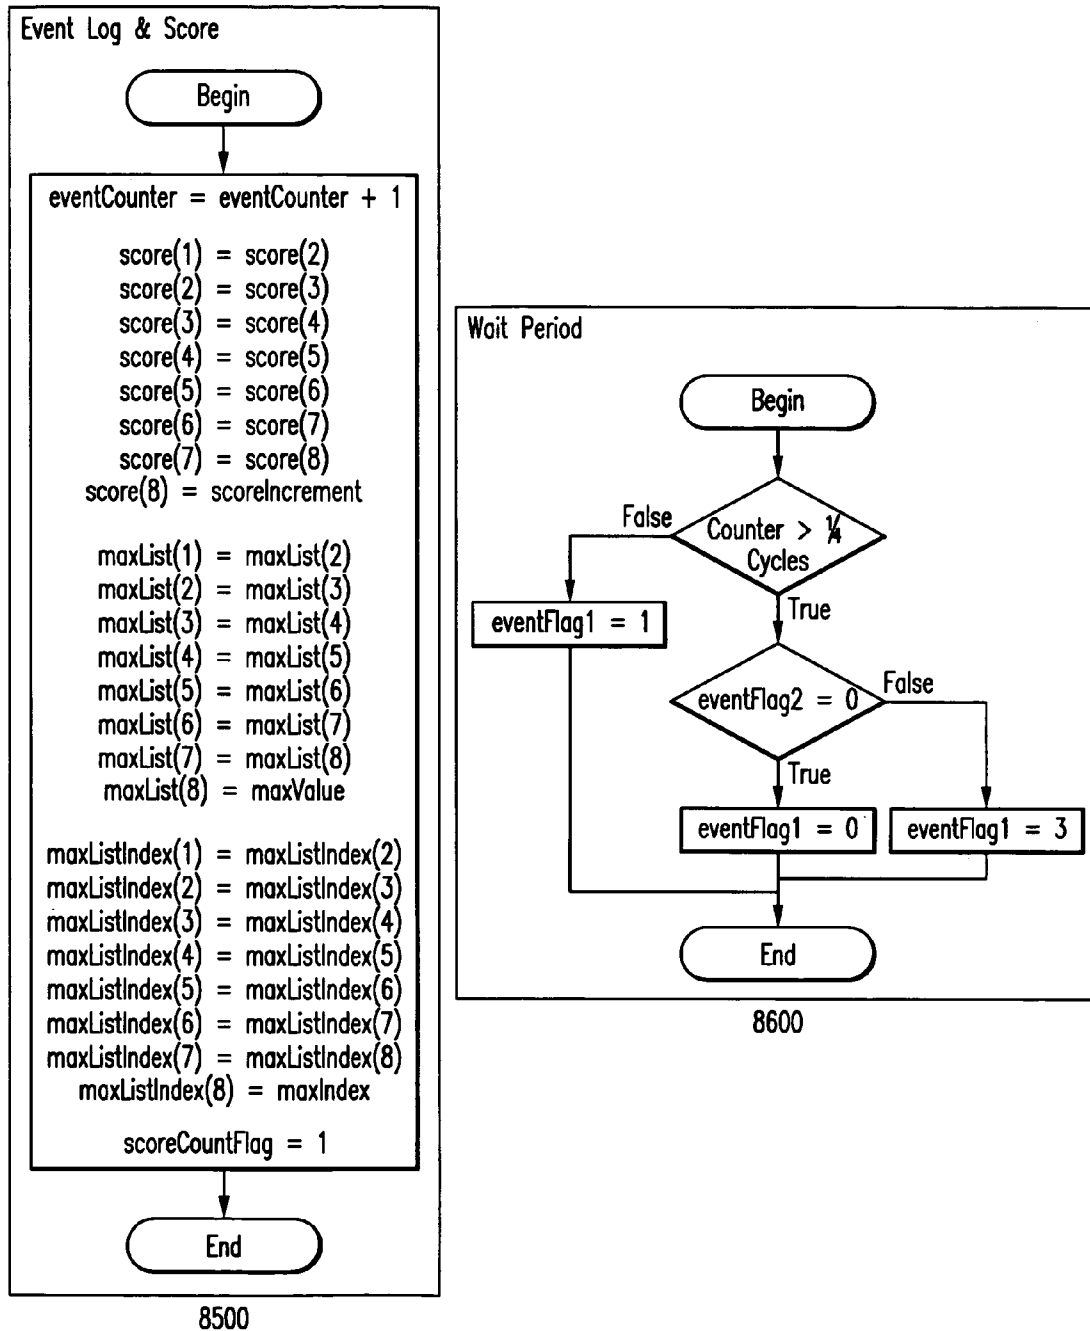 Event Log & Score
Begin
eventCounter = eventCounter + 1
score(1) = score(2)
score(2) = score(3)
score(3) = score(4)
score(4) = score(5)
score(5) = score(6)
score(6) = score(7)
score(7) = score(8)
score(8) = scoreIncrement
maxList(1) = maxList(2)
maxList(2) = maxList(3)
maxList(3) = maxList(4)
maxList(4) = maxList(5)
maxList(5) = maxList(6)
maxList(6) = maxList(7)
maxList(7) = maxList(8)
maxList(8) = maxValue
maxListIndex(1) = maxListIndex(2)
maxListIndex(2) = maxListIndex(3)
maxListIndex(3) = maxListIndex(4)
maxListIndex(4) = maxListIndex(5)
maxListIndex(5) = maxListIndex(6)
maxListIndex(6) = maxListIndex(7)
maxListIndex(7) = maxListIndex(8)
maxListIndex(8) = maxIndex
scoreCountFlag = 1
End
8500
Wait Period
Begin
Counter > ¼
Cycles
False
True
eventFlag1 = 1
eventFlag2 = 0
False
True
eventFlag1 = 0
eventFlag1 = 3
End
8600